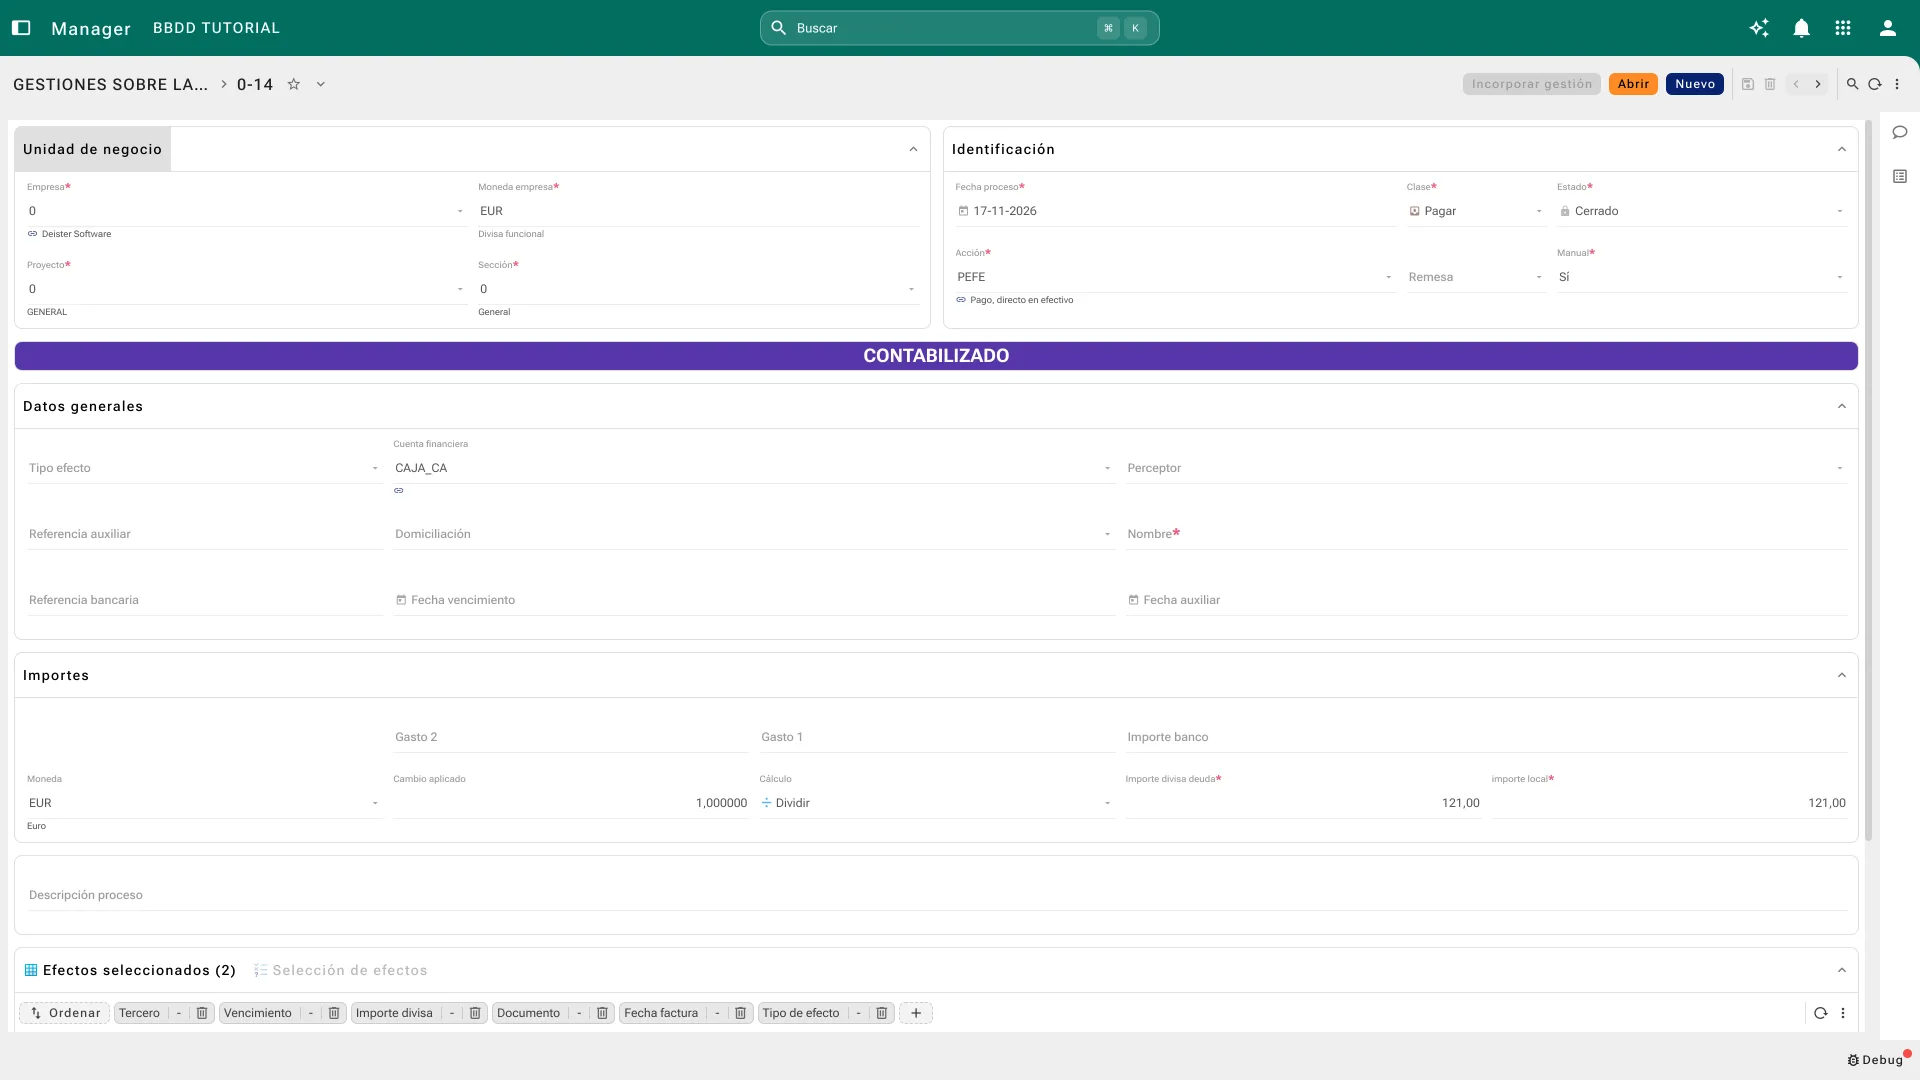 Manager BBDD TUTORIAL Buscar ⌘ K
GESTIONES SOBRE LA... > 0-14 Incorporar gestión Abrir Nuevo
Unidad de negocio
Empresa* Moneda empresa*
0 EUR
Deister Software Divisa funcional
Proyecto* Sección*
0 0
GENERAL General
Identificación
Fecha proceso* Clase* Estado*
17-11-2026 Pagar Cerrado
Acción* Manual*
PEFE Remesa Sí
Pago, directo en efectivo
CONTABILIZADO
Datos generales
Cuenta financiera
Tipo efecto CAJA_CA Perceptor
Referencia auxiliar Domiciliación Nombre*
Referencia bancaria Fecha vencimiento Fecha auxiliar
Importes
Gasto 2 Gasto 1 Importe banco
Moneda Cambio aplicado Cálculo Importe divisa deuda* importe local*
EUR 1,000000 Dividir 121,00 121,00
Euro
Descripción proceso
Efectos seleccionados (2) Selección de efectos
Ordenar Tercero - Vencimiento - Importe divisa - Documento - Fecha factura - Tipo de efecto - +
Debug